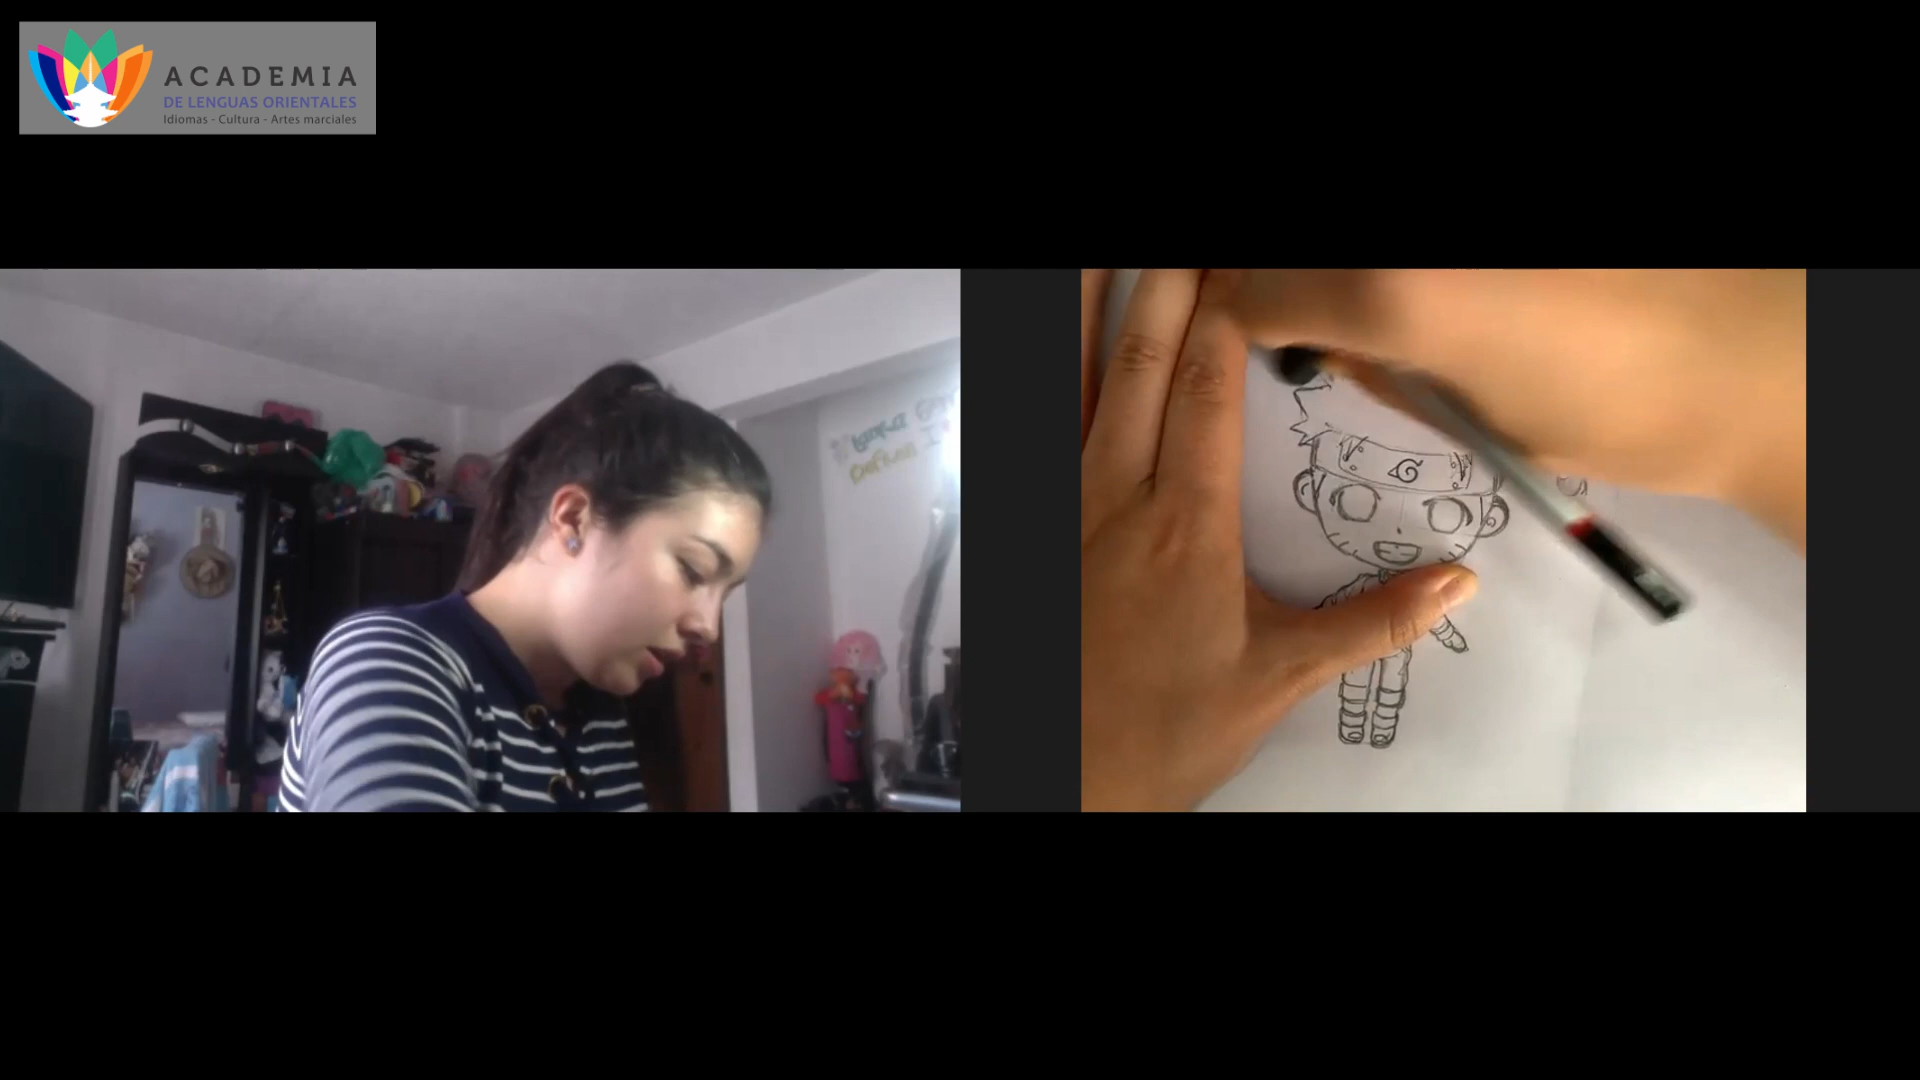 ACADEMIA
DE LENGUAS ORIENTALES
Idiomas - Cultura - Artes marciales